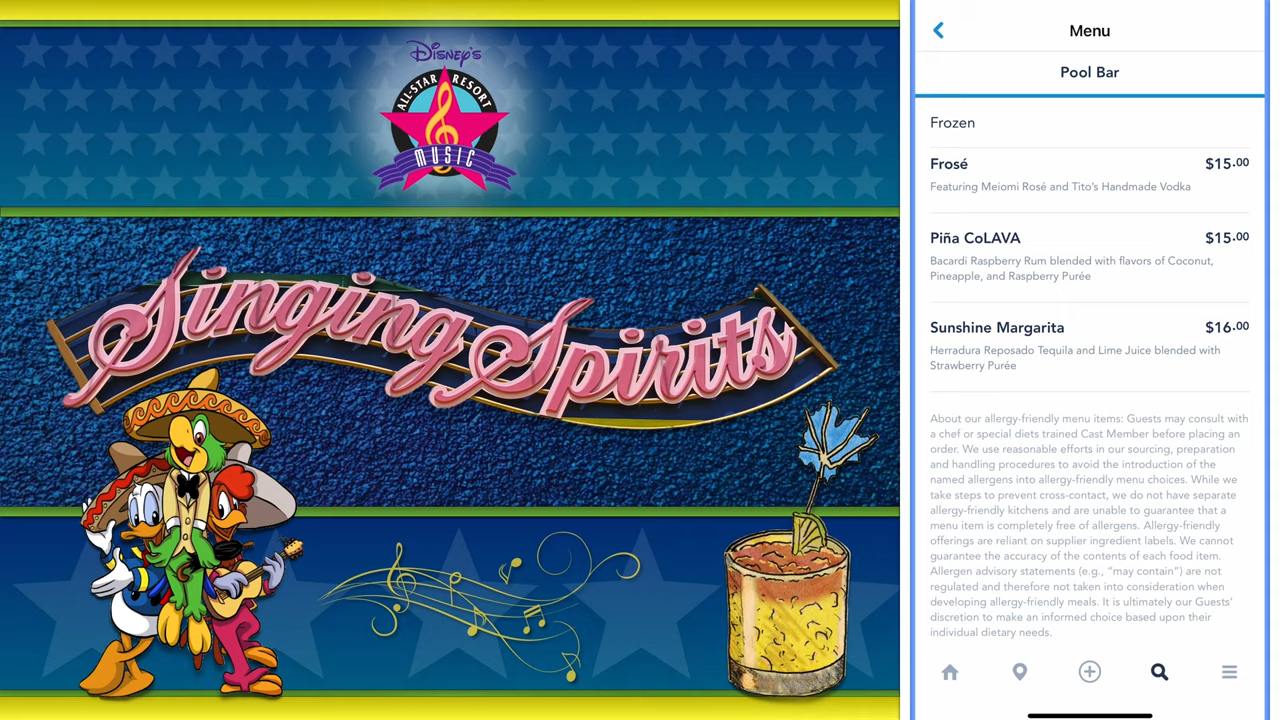 Disney's
ALL-STAR RESORT
MUSIC
Singing Spirits
Menu
Pool Bar
Frozen
Frosé $15.00
Featuring Meiomi Rosé and Tito's Handmade Vodka
Piña CoLAVA $15.00
Bacardi Raspberry Rum blended with flavors of Coconut,
Pineapple, and Raspberry Purée
Sunshine Margarita $16.00
Herradura Reposado Tequila and Lime Juice blended with
Strawberry Purée
About our allergy-friendly menu items: Guests may consult with
a chef or special diets trained Cast Member before placing an
order. We use reasonable efforts in our sourcing, preparation
and handling procedures to avoid the introduction of the
named allergens into allergy-friendly menu choices. While we
take steps to prevent cross-contact, we do not have separate
allergy-friendly kitchens and are unable to guarantee that a
menu item is completely free of allergens. Allergy-friendly
offerings are reliant on supplier ingredient labels. We cannot
guarantee the accuracy of the contents of each food item.
Allergen advisory statements (e.g., “may contain”) are not
regulated and therefore not taken into consideration when
developing allergy-friendly meals. It is ultimately our Guests’
discretion to make an informed choice based upon their
individual dietary needs.